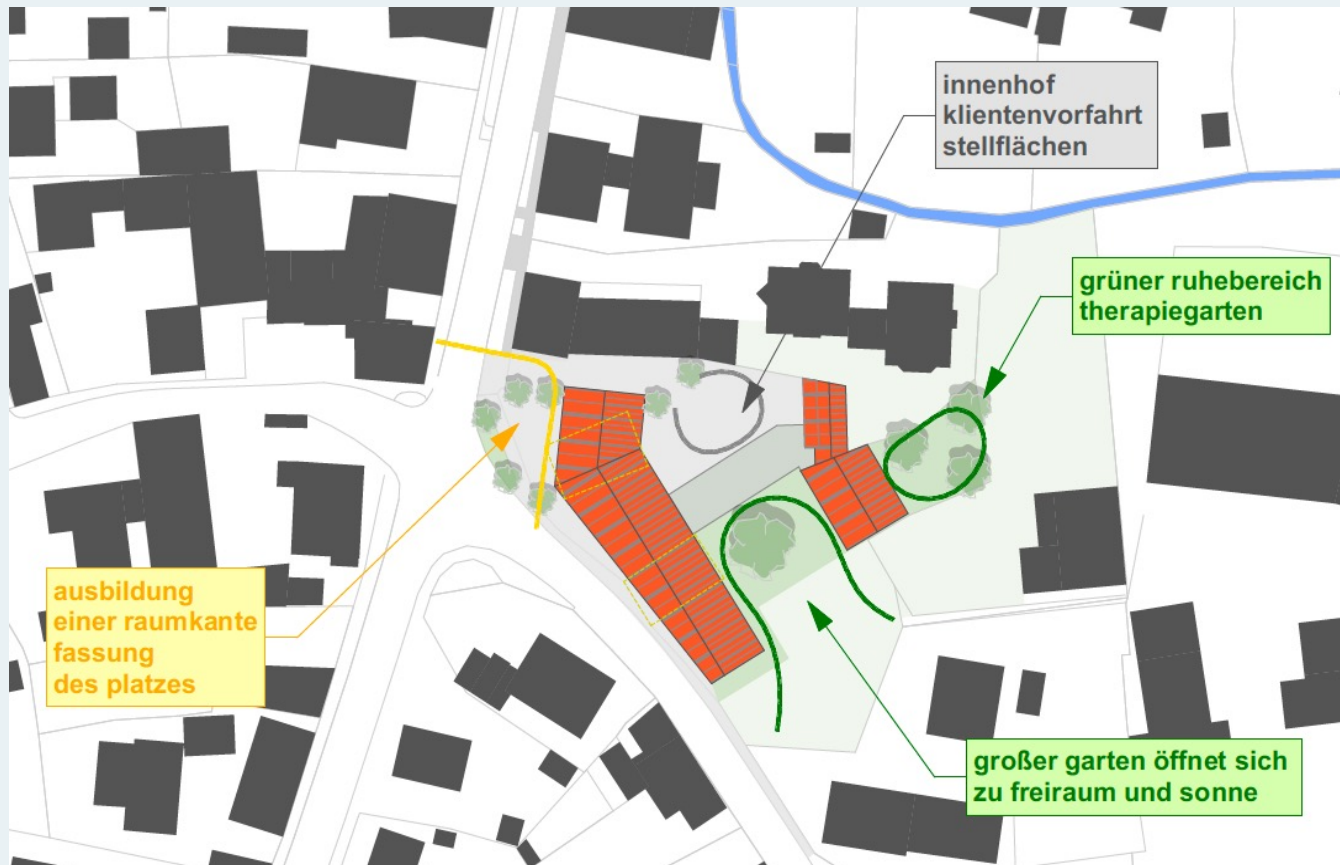 innenhof
klientenvorfahrt
stellflächen
grüner ruhebereich
therapiegarten
ausbildung
einer raumkante
fassung
des platzes
großer garten öffnet sich
zu freiraum und sonne